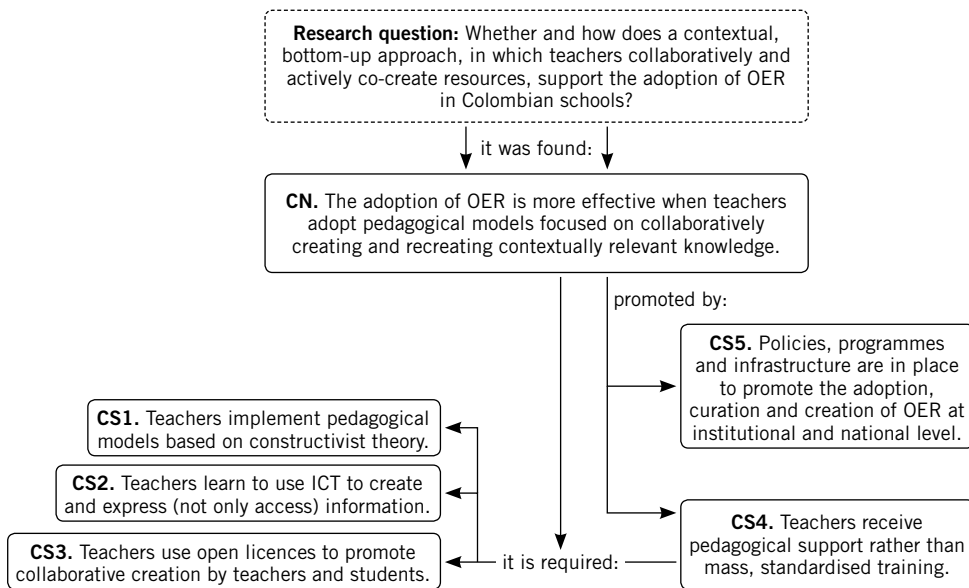 Research question: Whether and how does a contextual,
bottom-up approach, in which teachers collaboratively and
actively co-create resources, support the adoption of OER
in Colombian schools?
it was found:
CN. The adoption of OER is more effective when teachers
adopt pedagogical models focused on collaboratively
creating and recreating contextually relevant knowledge.
promoted by:
CS5. Policies, programmes
and infrastructure are in place
to promote the adoption,
curation and creation of OER at
institutional and national level.
CS1. Teachers implement pedagogical
models based on constructivist theory.
CS2. Teachers learn to use ICT to create
and express (not only access) information.
CS3. Teachers use open licences to promote
collaborative creation by teachers and students.
it is required:
CS4. Teachers receive
pedagogical support rather than
mass, standardised training.